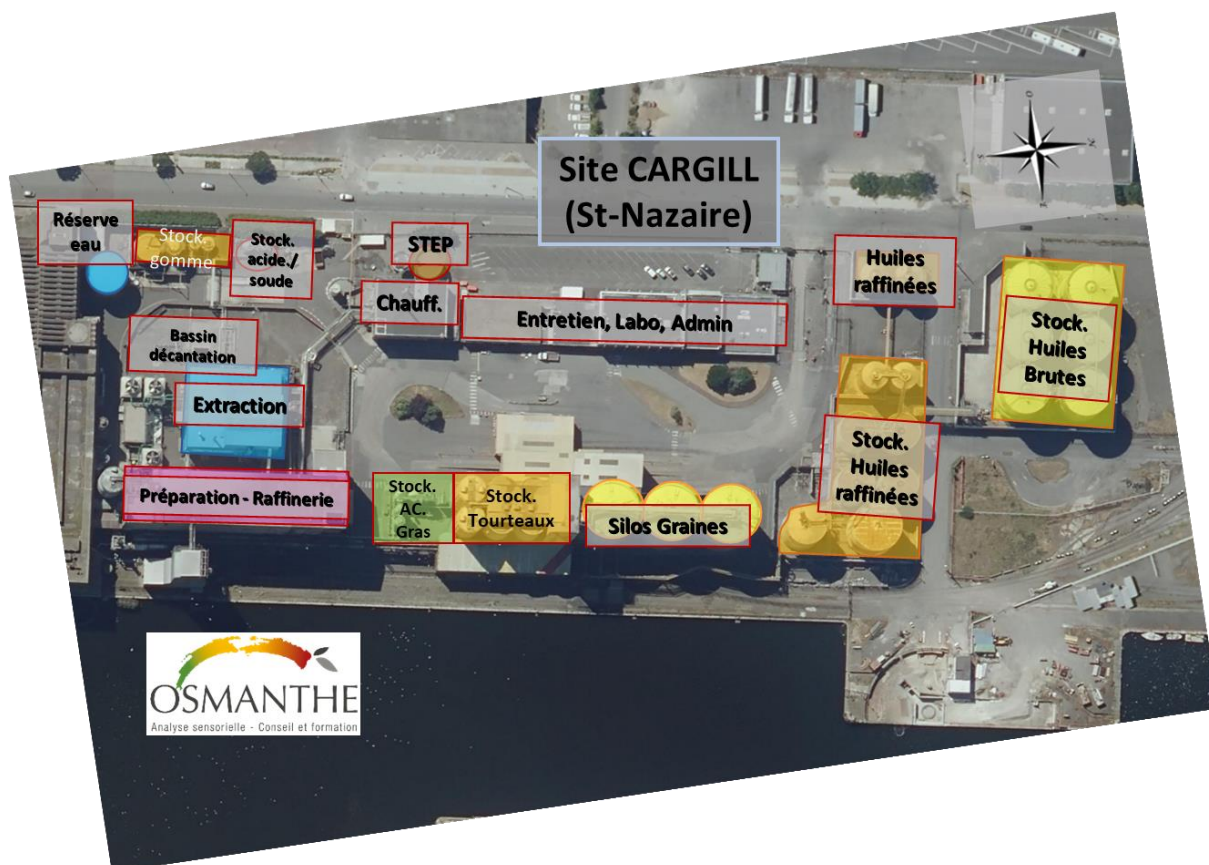 Site CARGILL
(St-Nazaire)
Réserve
eau
Stock.
gomme
Stock.
acide./
soude
STEP
Huiles
raffinées
Chauff.
Entretien, Labo, Admin
Stock.
Huiles
Brutes
Bassin
décantation
Extraction
Stock.
Huiles
raffinées
Préparation - Raffinerie
Stock.
AC.
Gras
Stock.
Tourteaux
Silos Graines
OSMANTHE
Analyse sensorielle - Conseil et formation